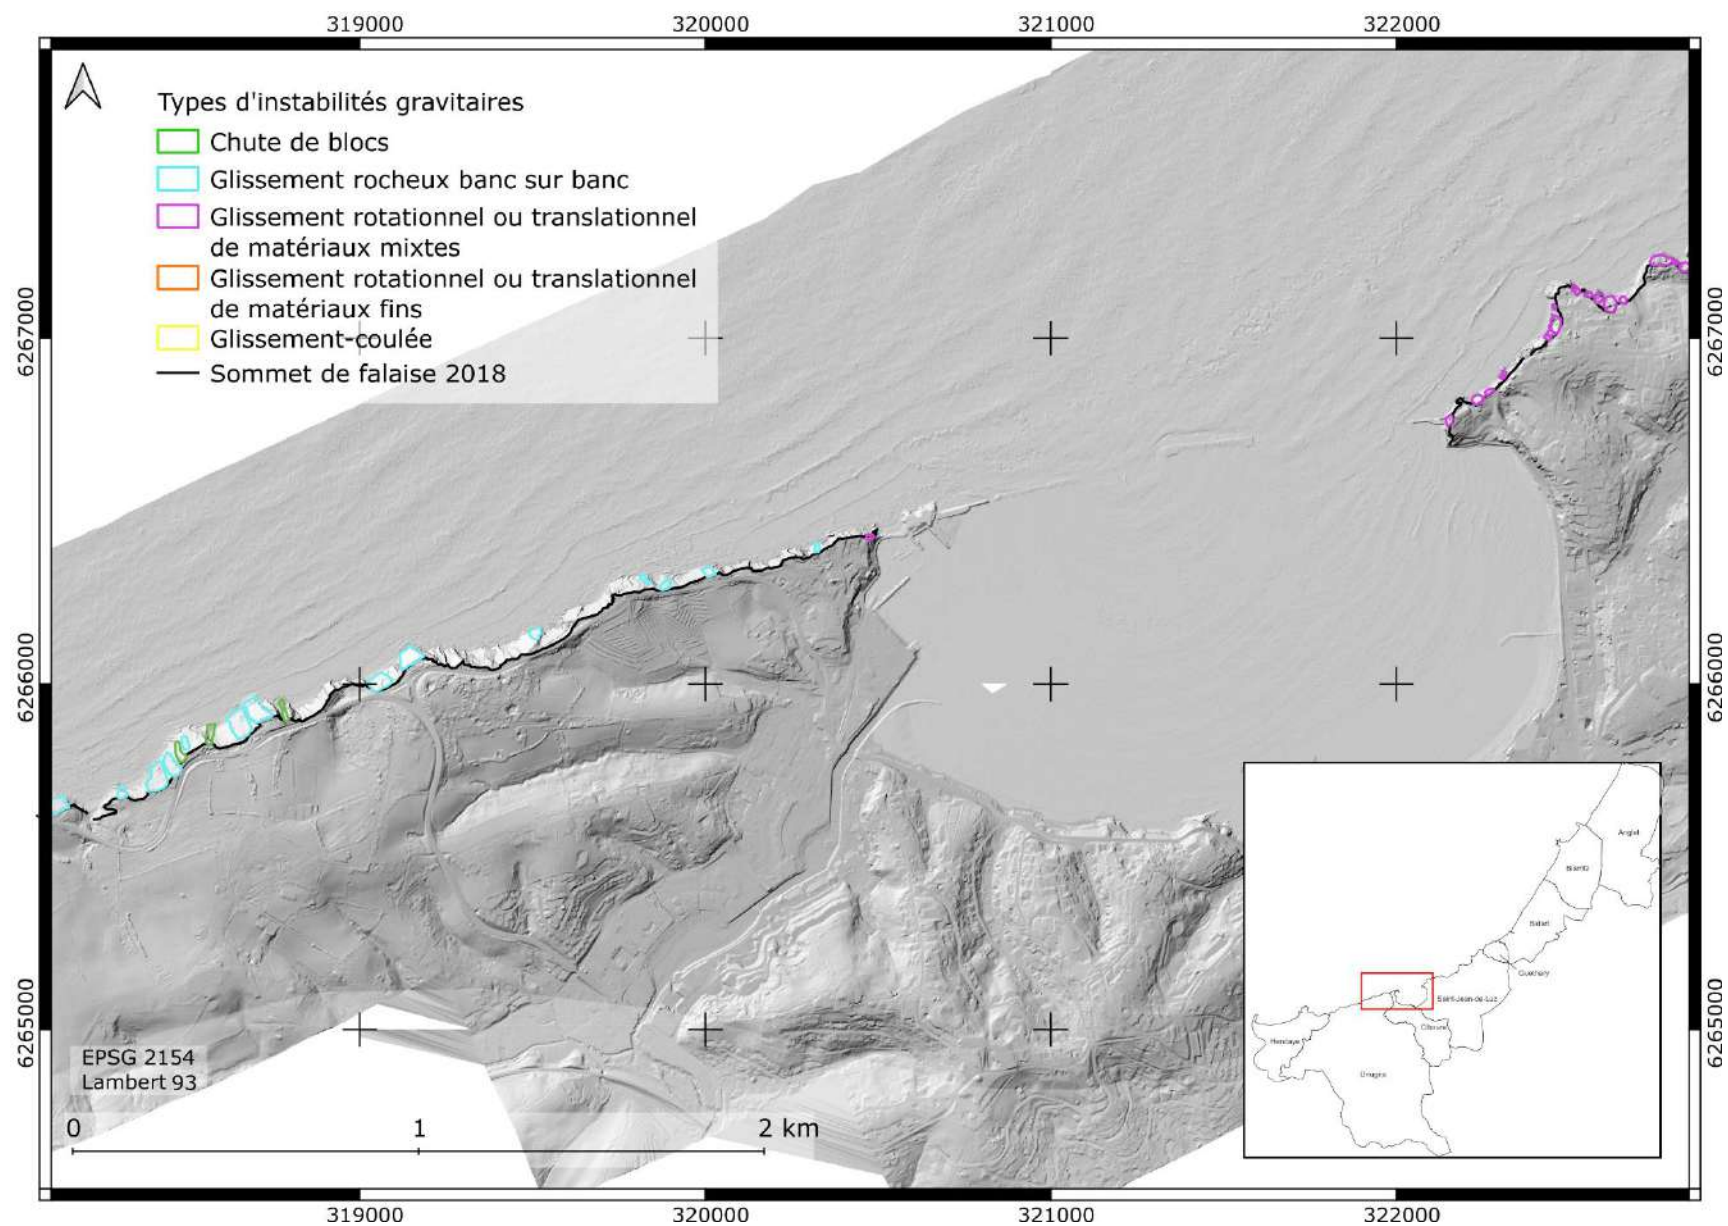 319000 320000 321000 322000
Types d'instabilités gravitaires
Chute de blocs
Glissement rocheux banc sur banc
Glissement rotationnel ou translationnel
de matériaux mixtes
Glissement rotationnel ou translationnel
de matériaux fins
Glissement-coulée
Sommet de falaise 2018
6267000 6267000
6266000 6266000
6265000 6265000
Anglet
Biarritz
Bidart
Guethary
Saint-Jean-de-Luz
Ciboure
Hendaye
Urrugne
EPSG 2154
Lambert 93
0 1 2 km
319000 320000 321000 322000